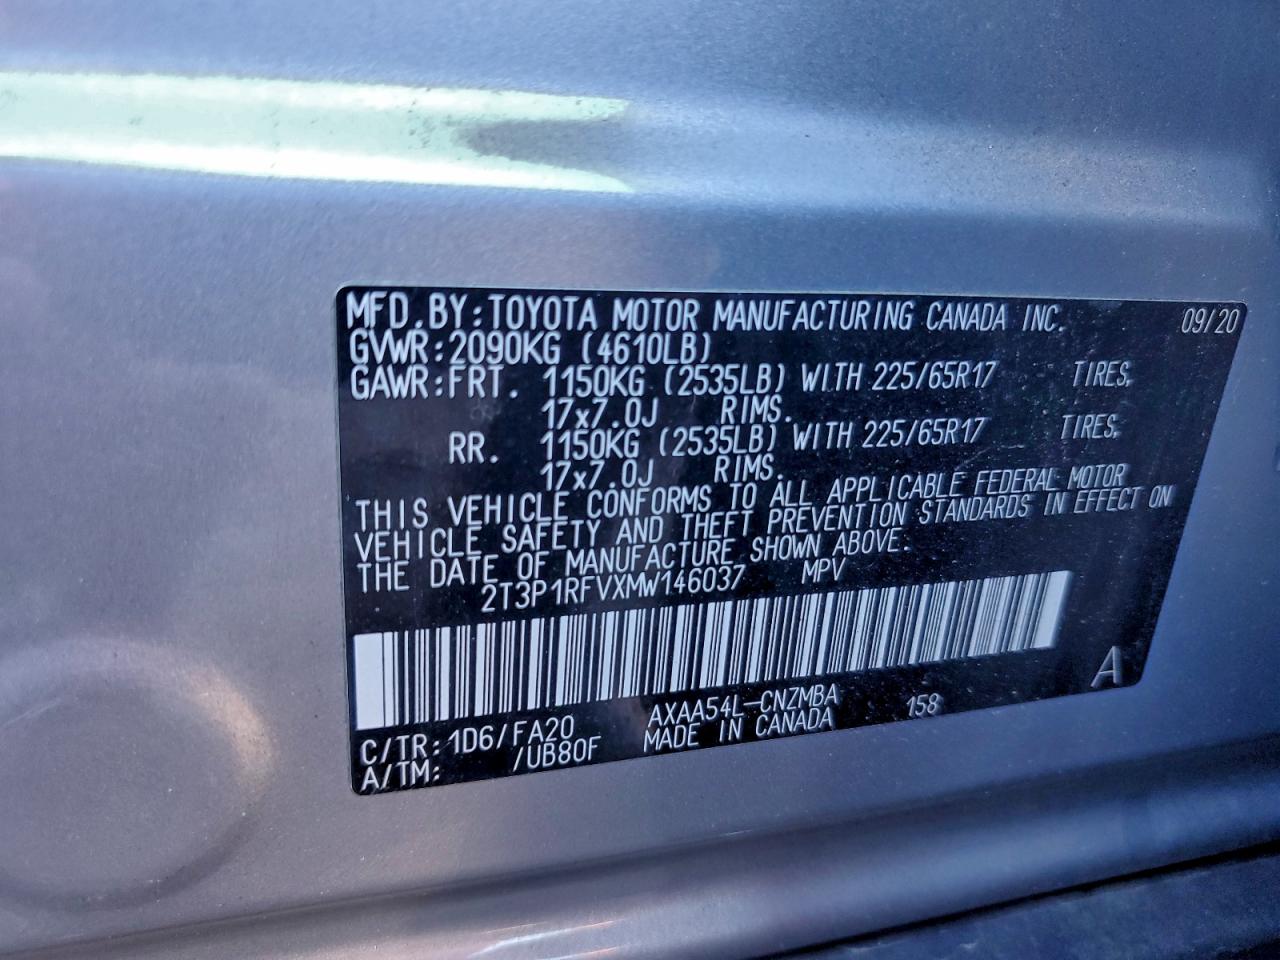 MFD. BY: TOYOTA MOTOR MANUFACTURING CANADA INC. 09/20
GVWR: 2090KG (4610LB)
GAWR: FRT. 1150KG (2535LB) WITH 225/65R17 TIRES,
17x7.0J RIMS.
RR. 1150KG (2535LB) WITH 225/65R17 TIRES,
17x7.0J RIMS.
THIS VEHICLE CONFORMS TO ALL APPLICABLE FEDERAL MOTOR
VEHICLE SAFETY AND THEFT PREVENTION STANDARDS IN EFFECT ON
THE DATE OF MANUFACTURE SHOWN ABOVE.
2T3P1RFVXMW146037 MPV
A
C/TR: 1D6/FA20 AXAA54L-CNZMBA 158
A/TM: /UB80F MADE IN CANADA